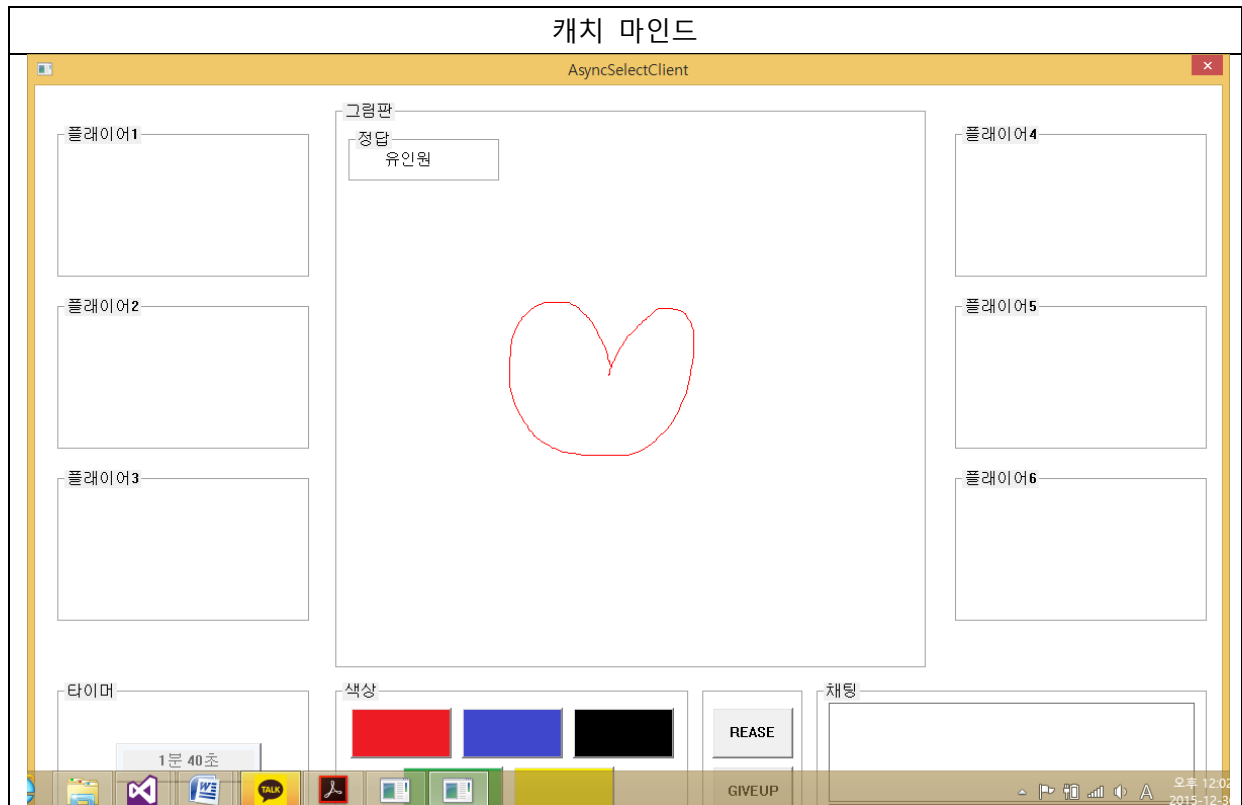 캐치 마인드
AsyncSelectClient
그림판
플레이어1
정답
플레이어4
유인원
플레이어2
플레이어5
플레이어3
플레이어6
타이머
색상
채팅
REASE
1분 40초
GIVEUP
TALK
A
오후 12:02